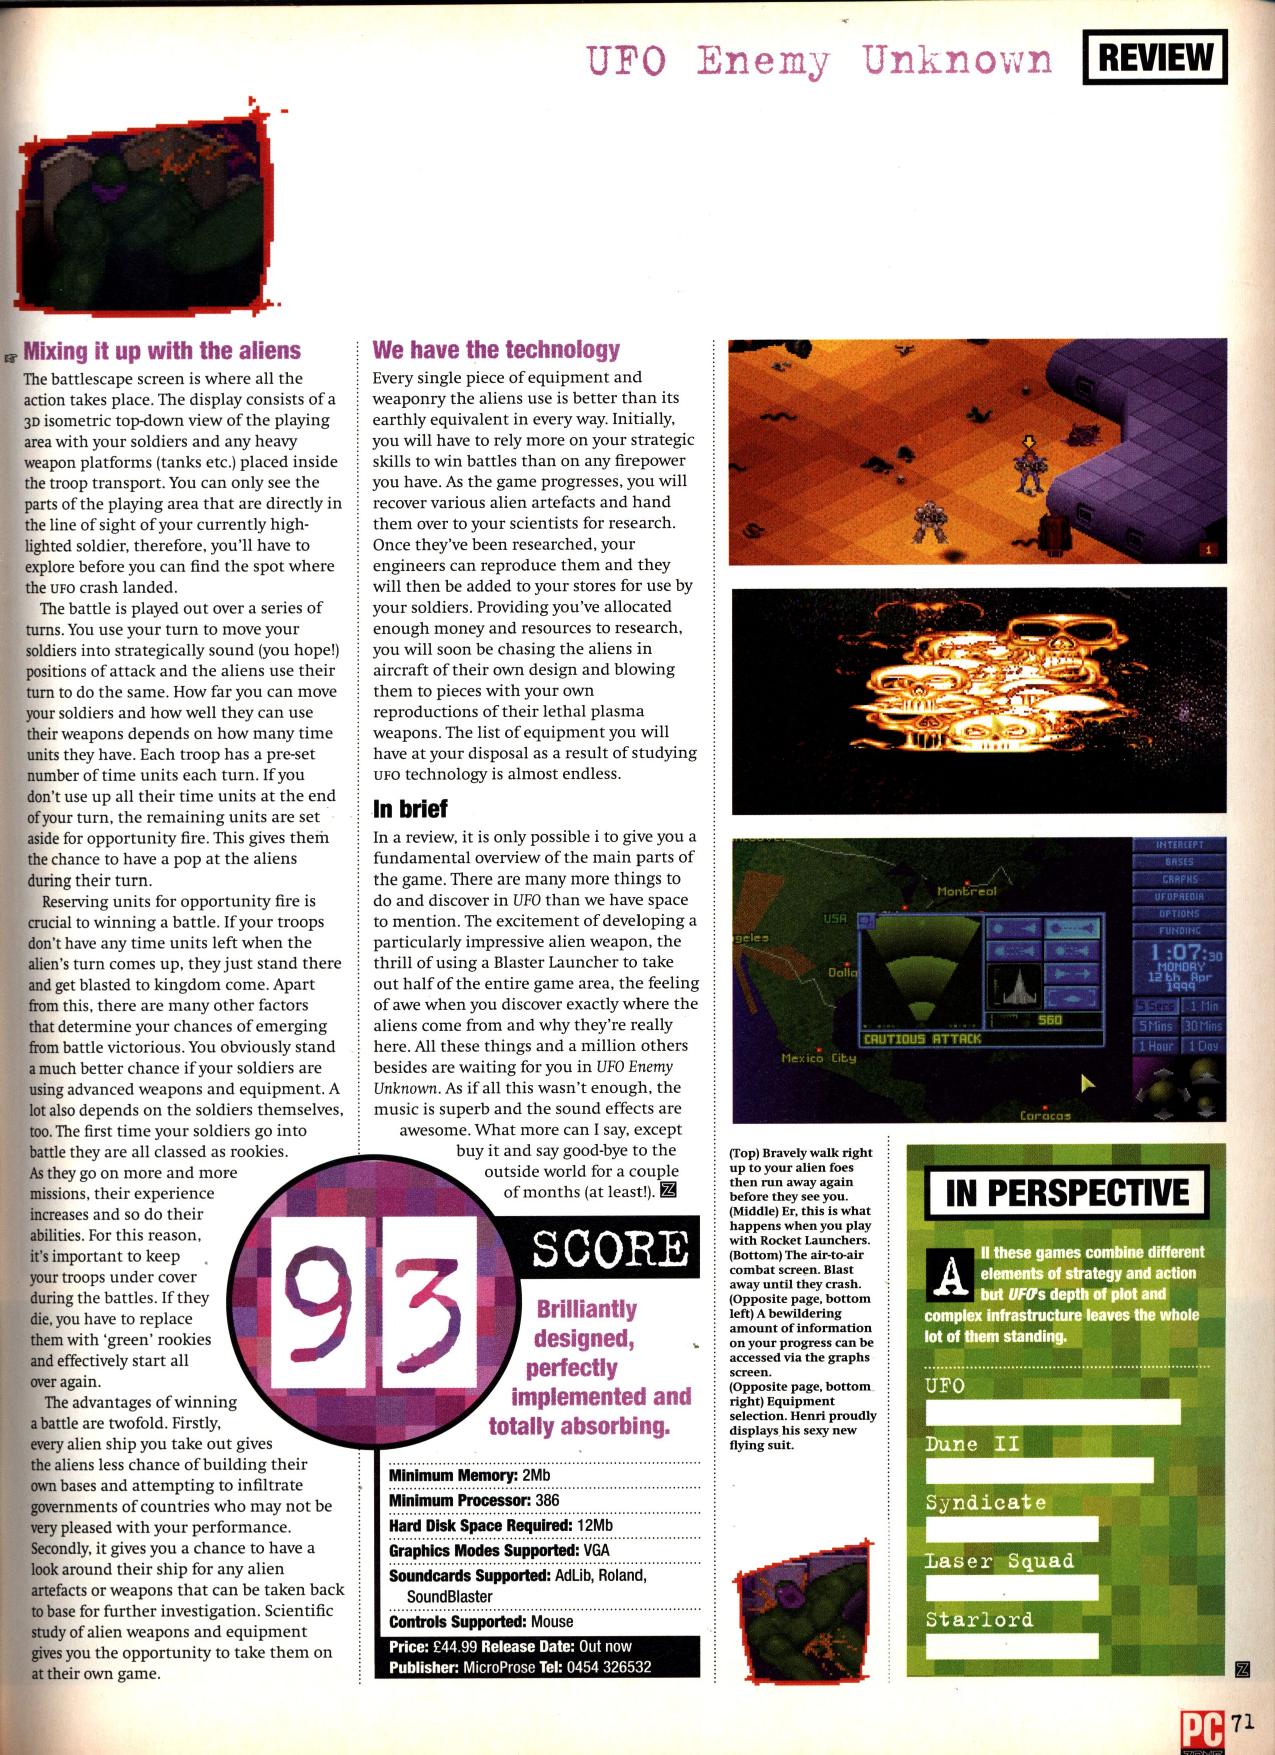 UFO Enemy Unknown
REVIEW
Mixing it up with the aliens
The battlescape screen is where all the
action takes place. The display consists of a
3D isometric top-down view of the playing
area with your soldiers and any heavy
weapon platforms (tanks etc.) placed inside
the troop transport. You can only see the
parts of the playing area that are directly in
the line of sight of your currently high-
lighted soldier, therefore, you'll have to
explore before you can find the spot where
the UFO crash landed.
The battle is played out over a series of
turns. You use your turn to move your
soldiers into strategically sound (you hope!)
positions of attack and the aliens use their
turn to do the same. How far you can move
your soldiers and how well they can use
their weapons depends on how many time
units they have. Each troop has a pre-set
number of time units each turn. If you
don't use up all their time units at the end
of your turn, the remaining units are set
aside for opportunity fire. This gives them
the chance to have a pop at the aliens
during their turn.
Reserving units for opportunity fire is
crucial to winning a battle. If your troops
don't have any time units left when the
alien's turn comes up, they just stand there
and get blasted to kingdom come. Apart
from this, there are many other factors
that determine your chances of emerging
from battle victorious. You obviously stand
a much better chance if your soldiers are
using advanced weapons and equipment. A
lot also depends on the soldiers themselves,
too. The first time your soldiers go into
battle they are all classed as rookies.
As they go on more and more
missions, their experience
increases and so do their
abilities. For this reason,
it's important to keep
your troops under cover
during the battles. If they
die, you have to replace
them with 'green' rookies
and effectively start all
over again.
The advantages of winning
a battle are twofold. Firstly,
every alien ship you take out gives
the aliens less chance of building their
own bases and attempting to infiltrate
governments of countries who may not be
very pleased with your performance.
Secondly, it gives you a chance to have a
look around their ship for any alien
artefacts or weapons that can be taken back
to base for further investigation. Scientific
study of alien weapons and equipment
gives you the opportunity to take them on
at their own game.
We have the technology
Every single piece of equipment and
weaponry the aliens use is better than its
earthly equivalent in every way. Initially,
you will have to rely more on your strategic
skills to win battles than on any firepower
you have. As the game progresses, you will
recover various alien artefacts and hand
them over to your scientists for research.
Once they've been researched, your
engineers can reproduce them and they
will then be added to your stores for use by
your soldiers. Providing you've allocated
enough money and resources to research,
you will soon be chasing the aliens in
aircraft of their own design and blowing
them to pieces with your own
reproductions of their lethal plasma
weapons. The list of equipment you will
have at your disposal as a result of studying
UFO technology is almost endless.
In brief
In a review, it is only possible i to give you a
fundamental overview of the main parts of
the game. There are many more things to
do and discover in UFO than we have space
to mention. The excitement of developing a
particularly impressive alien weapon, the
thrill of using a Blaster Launcher to take
out half of the entire game area, the feeling
of awe when you discover exactly where the
aliens come from and why they're really
here. All these things and a million others
besides are waiting for you in UFO Enemy
Unknown. As if all this wasn't enough, the
music is superb and the sound effects are
awesome. What more can I say, except
buy it and say good-bye to the
outside world for a couple
of months (at least!). Z
93
SCORE
Brilliantly
designed,
perfectly
implemented and
totally absorbing.
Minimum Memory: 2Mb
Minimum Processor: 386
Hard Disk Space Required: 12Mb
Graphics Modes Supported: VGA
Soundcards Supported: AdLib, Roland,
SoundBlaster
Controls Supported: Mouse
Price: £44.99 Release Date: Out now
Publisher: MicroProse Tel: 0454 326532
1
Montreal
USA
geles
Dalla
Mexico City
Caracas
560
CAUTIOUS ATTACK
INTERCEPT
BASES
GRAPHS
UFOPAEDIA
OPTIONS
FUNDING
1:07:30
MONDAY
12th Apr
1999
5 Secs 1 Min
5 Mins 30 Mins
1 Hour 1 Day
(Top) Bravely walk right
up to your alien foes
then run away again
before they see you.
(Middle) Er, this is what
happens when you play
with Rocket Launchers.
(Bottom) The air-to-air
combat screen. Blast
away until they crash.
(Opposite page, bottom
left) A bewildering
amount of information
on your progress can be
accessed via the graphs
screen.
(Opposite page, bottom
right) Equipment
selection. Henri proudly
displays his sexy new
flying suit.
IN PERSPECTIVE
All these games combine different
elements of strategy and action
but UFO's depth of plot and
complex infrastructure leaves the whole
lot of them standing.
UFO
Dune II
Syndicate
Laser Squad
Starlord
Z
PC 71